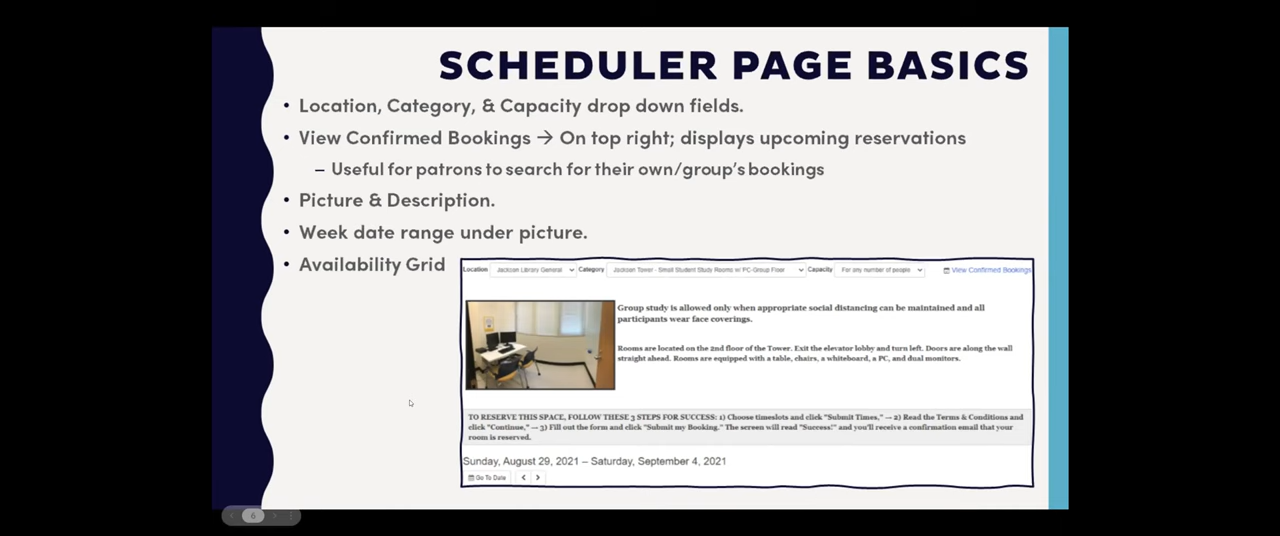 SCHEDULER PAGE BASICS
• Location, Category, & Capacity drop down fields.
• View Confirmed Bookings → On top right; displays upcoming reservations
– Useful for patrons to search for their own/group's bookings
• Picture & Description.
• Week date range under picture.
• Availability Grid
Location Jackson Library General Category Jackson Tower - Small Student Study Rooms w/ PC-Group Floor Capacity For any number of people View Confirmed Bookings
Group study is allowed only when appropriate social distancing can be maintained and all
participants wear face coverings.
Rooms are located on the 2nd floor of the Tower. Exit the elevator lobby and turn left. Doors are along the wall
straight ahead. Rooms are equipped with a table, chairs, a whiteboard, a PC, and dual monitors.
TO RESERVE THIS SPACE, FOLLOW THESE 3 STEPS FOR SUCCESS: 1) Choose timeslots and click "Submit Times," → 2) Read the Terms & Conditions and
click "Continue," → 3) Fill out the form and click "Submit my Booking." The screen will read "Success!" and you'll receive a confirmation email that your
room is reserved.
Sunday, August 29, 2021 – Saturday, September 4, 2021
Go To Date
6